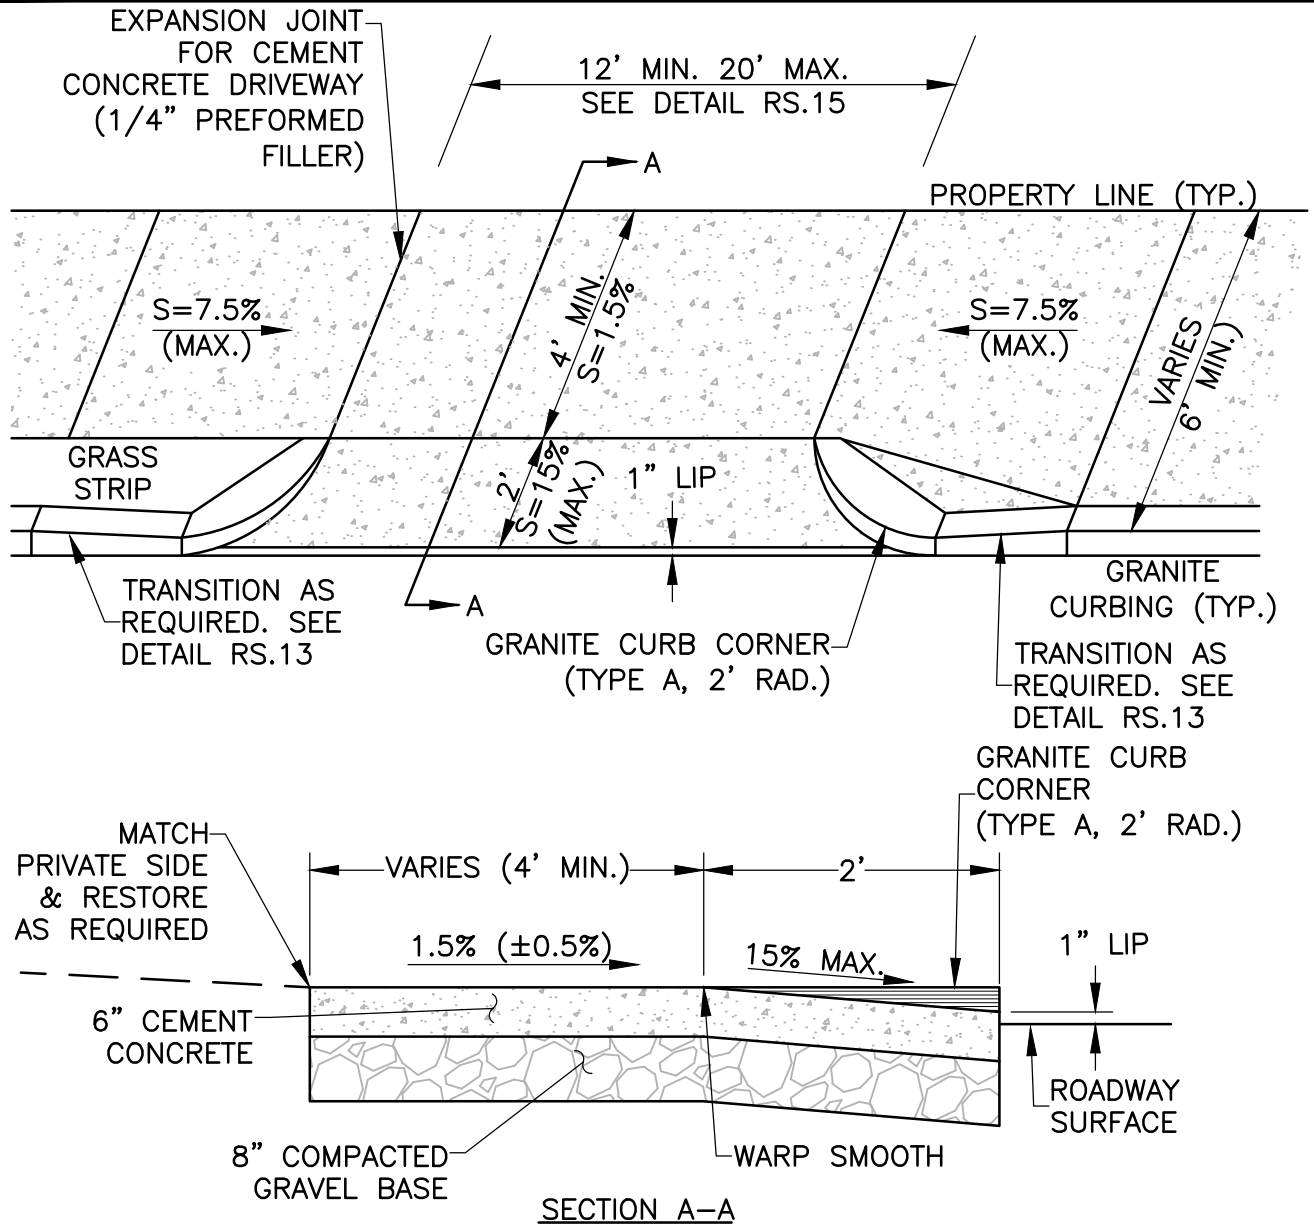 EXPANSION JOINT
FOR CEMENT
CONCRETE DRIVEWAY
(1/4" PREFORMED
FILLER)
12' MIN. 20' MAX.
SEE DETAIL RS.15
A
PROPERTY LINE (TYP.)
S=7.5%
(MAX.)
4' MIN.
S=1.5%
S=7.5%
(MAX.)
VARIES
6' MIN.)
GRASS
STRIP
2'
S=15%
(MAX.)
1" LIP
TRANSITION AS
REQUIRED. SEE
DETAIL RS.13
A
GRANITE CURB CORNER
(TYPE A, 2' RAD.)
GRANITE
CURBING (TYP.)
TRANSITION AS
REQUIRED. SEE
DETAIL RS.13
GRANITE CURB
CORNER
(TYPE A, 2' RAD.)
MATCH
PRIVATE SIDE
& RESTORE
AS REQUIRED
VARIES (4' MIN.)
2'
1.5% (±0.5%)
15% MAX.
1" LIP
6" CEMENT
CONCRETE
ROADWAY
SURFACE
8" COMPACTED
GRAVEL BASE
WARP SMOOTH
SECTION A-A